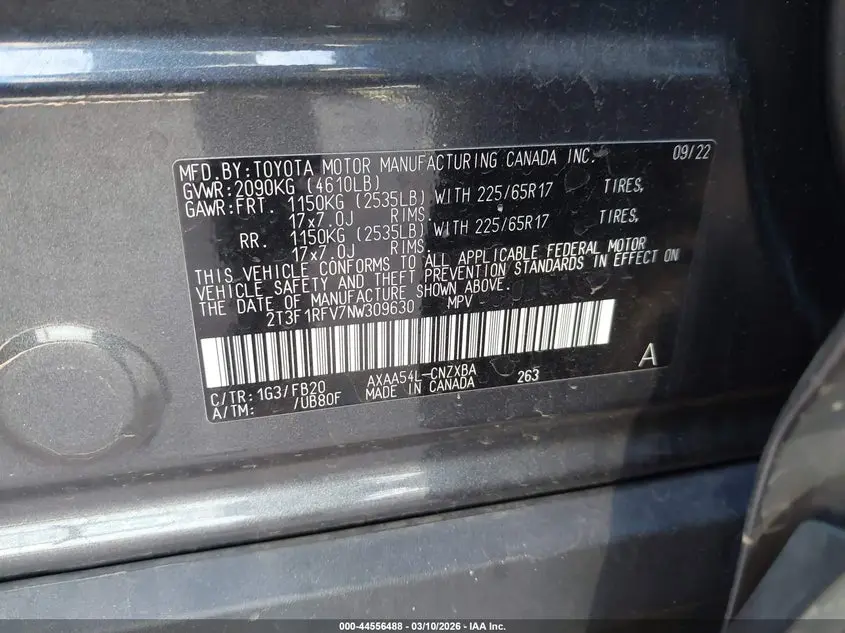 MFD.BY:TOYOTA MOTOR MANUFACTURING CANADA INC. 09/22
GVWR:2090KG (4610LB)
GAWR:FRT. 1150KG (2535LB) WITH 225/65R17 TIRES,
17x7.0J RIMS.
RR. 1150KG (2535LB) WITH 225/65R17 TIRES,
17x7.0J RIMS.
THIS VEHICLE CONFORMS TO ALL APPLICABLE FEDERAL MOTOR
VEHICLE SAFETY AND THEFT PREVENTION STANDARDS IN EFFECT ON
THE DATE OF MANUFACTURE SHOWN ABOVE.
2T3F1RFV7NW309630 MPV
A
C/TR: 1G3/FB20 AXAA54L-CNZXBA 263
A/TM: /UB80F MADE IN CANADA
000-44556488 - 03/10/2026 - IAA Inc.